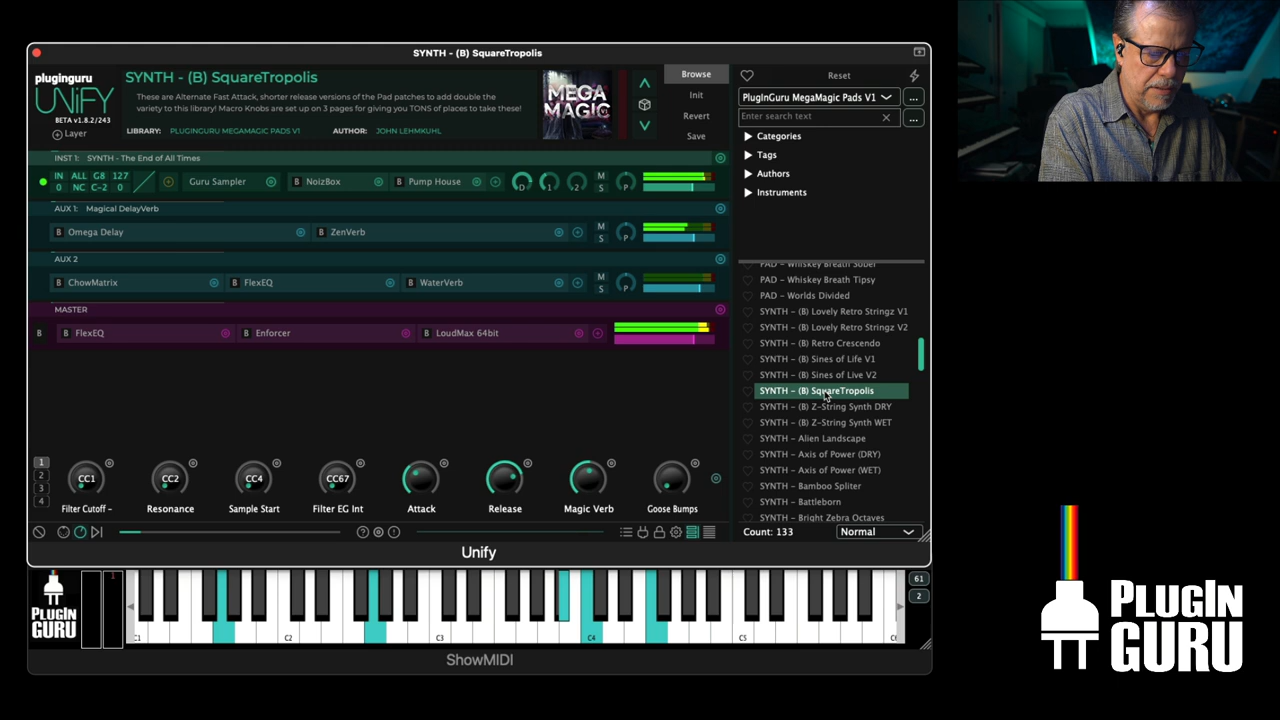 SYNTH - (B) SquareTropolis
pluginguru
UNiFY
BETA v1.8.2/243
Layer
SYNTH - (B) SquareTropolis
These are Alternate Fast Attack, shorter release versions of the Pad patches to add double the
variety to this library! Macro Knobs are set up on 3 pages for giving you TONS of places to tweak these!
LIBRARY: PLUGINGURU MEGAMAGIC PADS V1 AUTHOR: JOHN LEHMKUHL
MEGA
MAGIC
Browse
Init
Revert
Save
Reset
PlugInGuru MegaMagic Pads V1
...
Enter search text
...
Categories
Tags
Authors
Instruments
INST 1: SYNTH - The End of All Times
IN ALL G8 127
0 NC C-2 0
Guru Sampler
B NoizBox
B Pump House
D 1 2
M
S
P
AUX 1: Magical DelayVerb
B Omega Delay
B ZenVerb
M
S
P
AUX 2
B ChowMatrix
B FlexEQ
B WaterVerb
M
S
P
MASTER
B
B FlexEQ
B Enforcer
B LoudMax 64bit
PAD - Whiskey Breath Super
PAD - Whiskey Breath Tipsy
PAD - Worlds Divided
SYNTH - (B) Lovely Retro Stringz V1
SYNTH - (B) Lovely Retro Stringz V2
SYNTH - (B) Retro Crescendo
SYNTH - (B) Sines of Life V1
SYNTH - (B) Sines of Live V2
SYNTH - (B) SquareTropolis
SYNTH - (B) Z-String Synth DRY
SYNTH - (B) Z-String Synth WET
SYNTH - Alien Landscape
SYNTH - Axis of Power (DRY)
SYNTH - Axis of Power (WET)
SYNTH - Bamboo Spliter
SYNTH - Battleborn
SYNTH - Bright Zebra Octaves
Count: 133
Normal
1
2
3
4
CC1
CC2
CC4
CC67
Filter Cutoff -
Resonance
Sample Start
Filter EG Int
Attack
Release
Magic Verb
Goose Bumps
Unify
PLUGIN
GURU
1
C1
C2
C3
C4
C5
61
2
ShowMIDI
PLUGIN
GURU